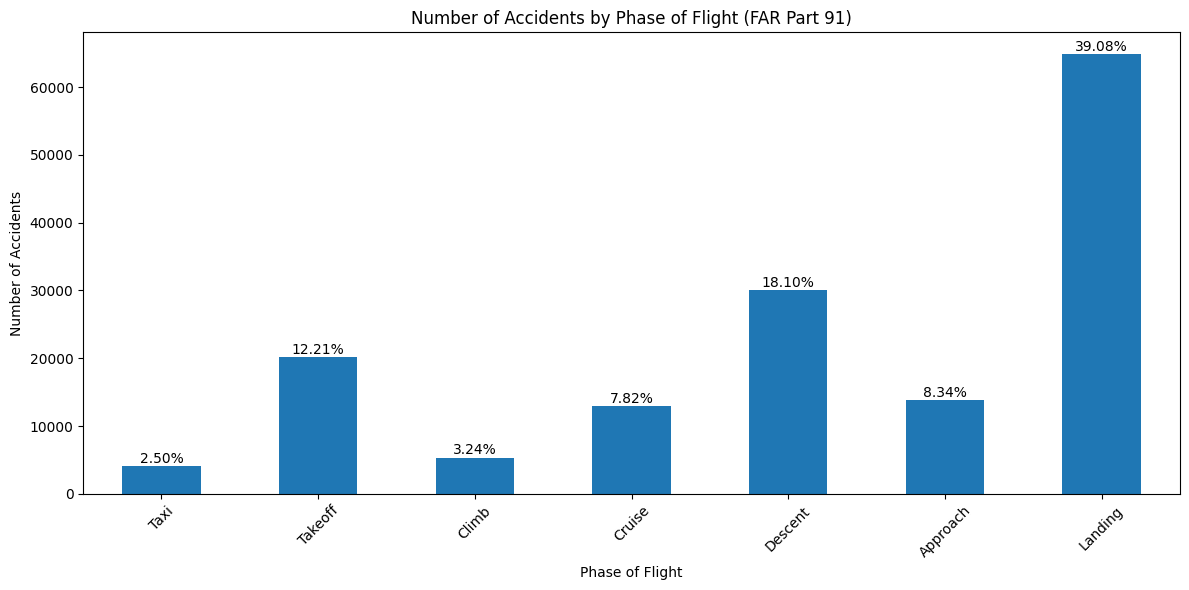 Number of Accidents by Phase of Flight (FAR Part 91)
Number of Accidents
60000
50000
40000
30000
20000
10000
0
2.50%
12.21%
3.24%
7.82%
18.10%
8.34%
39.08%
Taxi
Takeoff
Climb
Cruise
Descent
Approach
Landing
Phase of Flight